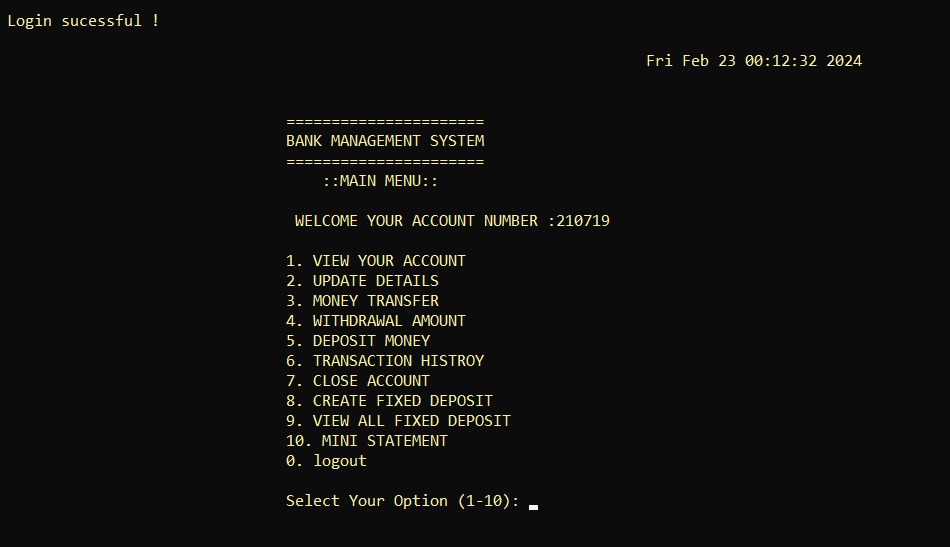 Login sucessful !
Fri Feb 23 00:12:32 2024
======================
BANK MANAGEMENT SYSTEM
======================
::MAIN MENU::
WELCOME YOUR ACCOUNT NUMBER :210719
1. VIEW YOUR ACCOUNT
2. UPDATE DETAILS
3. MONEY TRANSFER
4. WITHDRAWAL AMOUNT
5. DEPOSIT MONEY
6. TRANSACTION HISTROY
7. CLOSE ACCOUNT
8. CREATE FIXED DEPOSIT
9. VIEW ALL FIXED DEPOSIT
10. MINI STATEMENT
0. logout
Select Your Option (1-10):